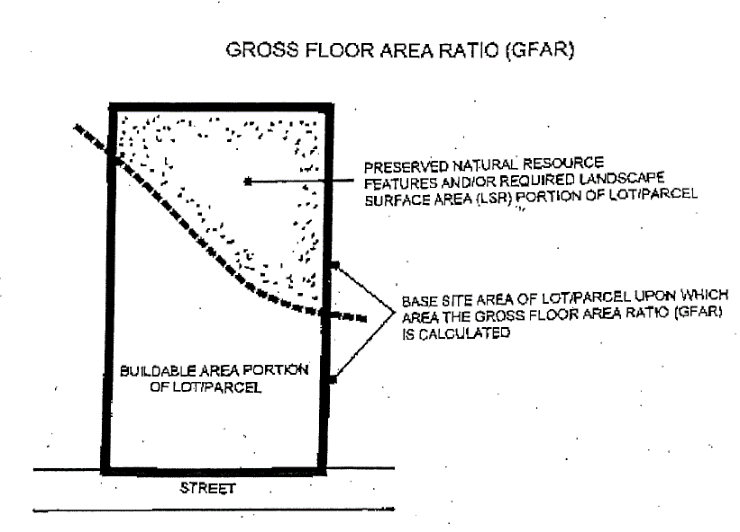 GROSS FLOOR AREA RATIO (GFAR)
PRESERVED NATURAL RESOURCE
FEATURES AND/OR REQUIRED LANDSCAPE
SURFACE AREA (LSR) PORTION OF LOT/PARCEL
BASE SITE AREA OF LOT/PARCEL UPON WHICH
AREA THE GROSS FLOOR AREA RATIO (GFAR)
IS CALCULATED
BUILDABLE AREA PORTION
OF LOT/PARCEL
STREET